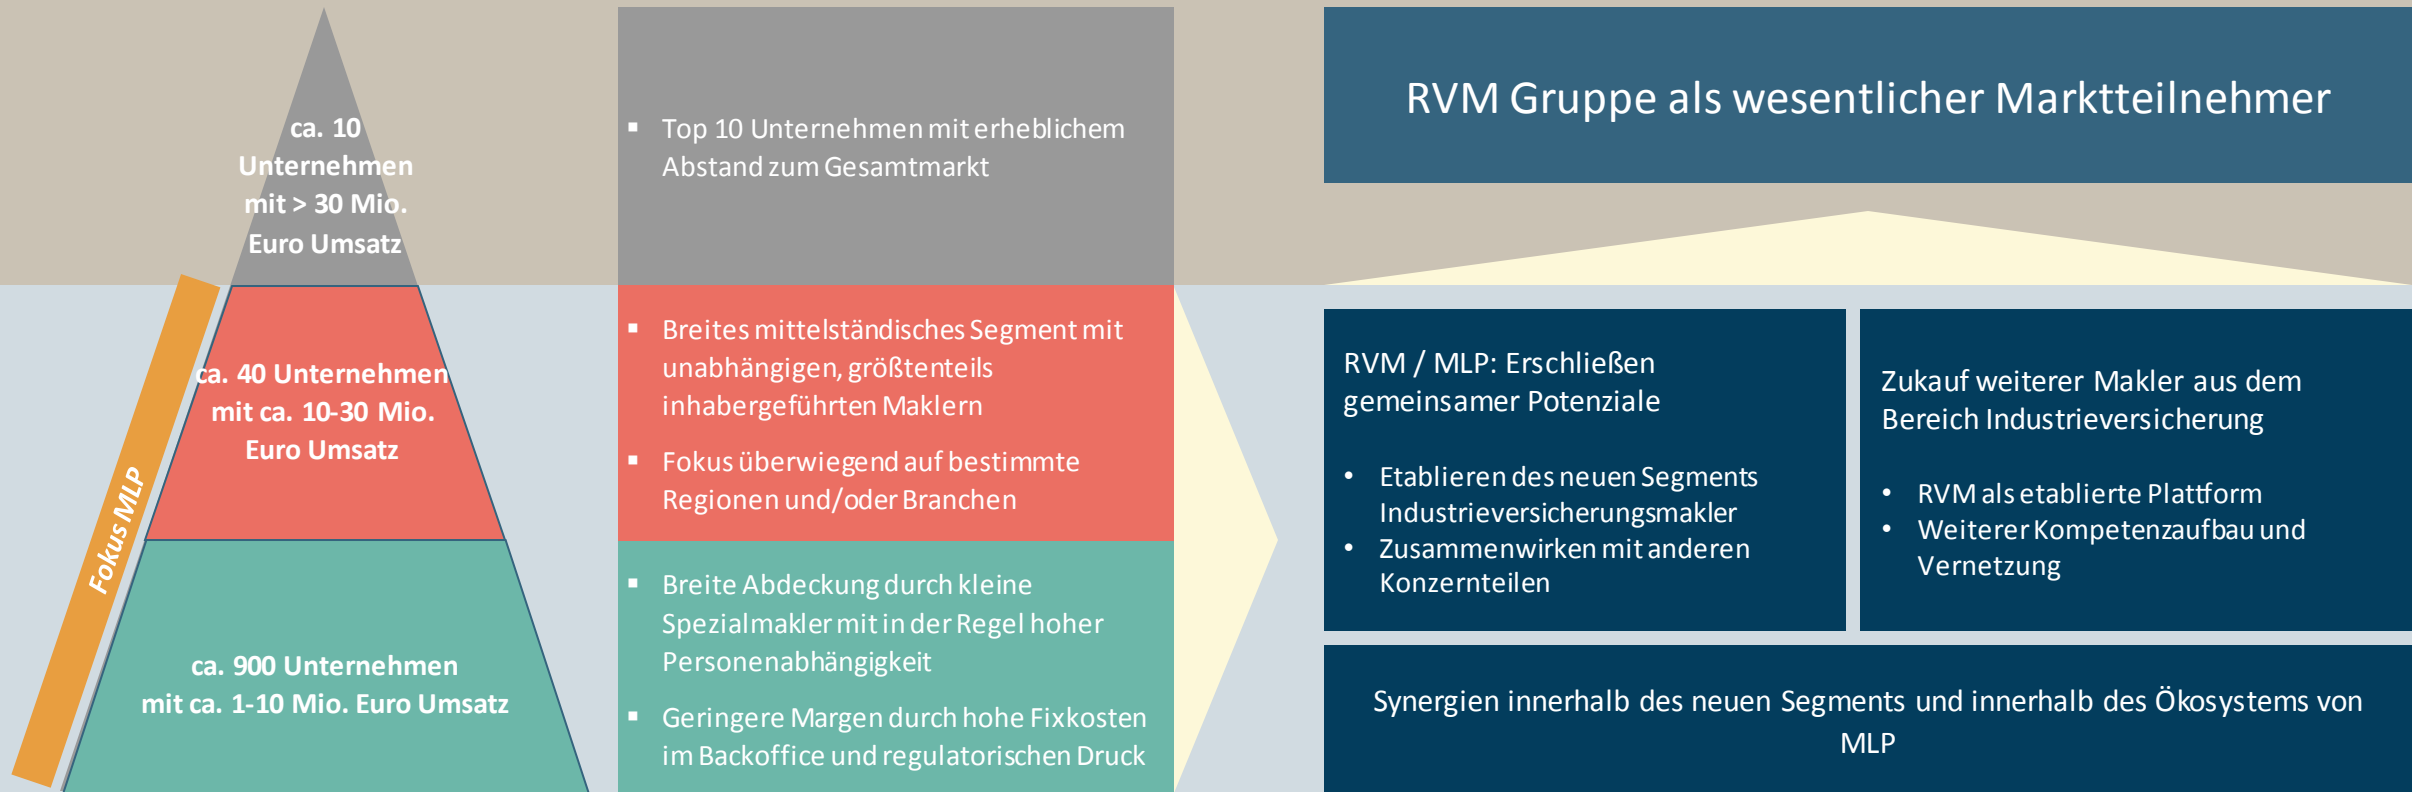 ca. 10
Unternehmen
mit > 30 Mio.
Euro Umsatz
ca. 40 Unternehmen
mit ca. 10-30 Mio.
Euro Umsatz
ca. 900 Unternehmen
mit ca. 1-10 Mio. Euro Umsatz
Fokus MLP
▪ Top 10 Unternehmen mit erheblichem
Abstand zum Gesamtmarkt
▪ Breites mittelständisches Segment mit
unabhängigen, größtenteils
inhabergeführten Maklern
▪ Fokus überwiegend auf bestimmte
Regionen und/oder Branchen
▪ Breite Abdeckung durch kleine
Spezialmakler mit in der Regel hoher
Personenabhängigkeit
▪ Geringere Margen durch hohe Fixkosten
im Backoffice und regulatorischen Druck
RVM Gruppe als wesentlicher Marktteilnehmer
RVM / MLP: Erschließen
gemeinsamer Potenziale
• Etablieren des neuen Segments
Industrieversicherungsmakler
• Zusammenwirken mit anderen
Konzernteilen
Zukauf weiterer Makler aus dem
Bereich Industrieversicherung
• RVM als etablierte Plattform
• Weiterer Kompetenzaufbau und
Vernetzung
Synergien innerhalb des neuen Segments und innerhalb des Ökosystems von
MLP